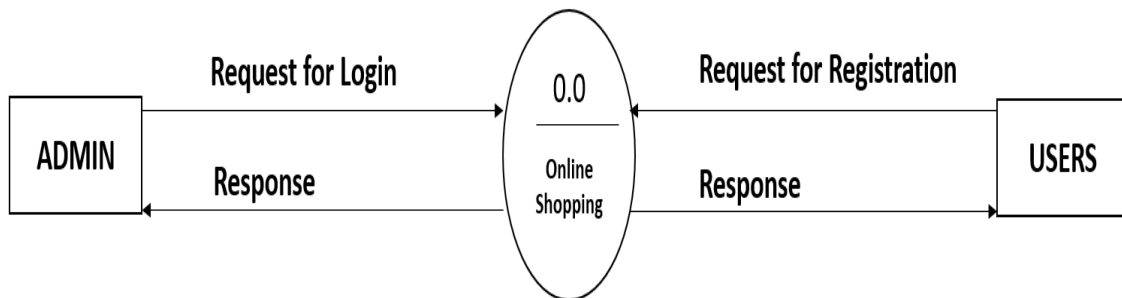 Request for Login
Request for Registration
0.0
ADMIN
Online
Shopping
USERS
Response
Response